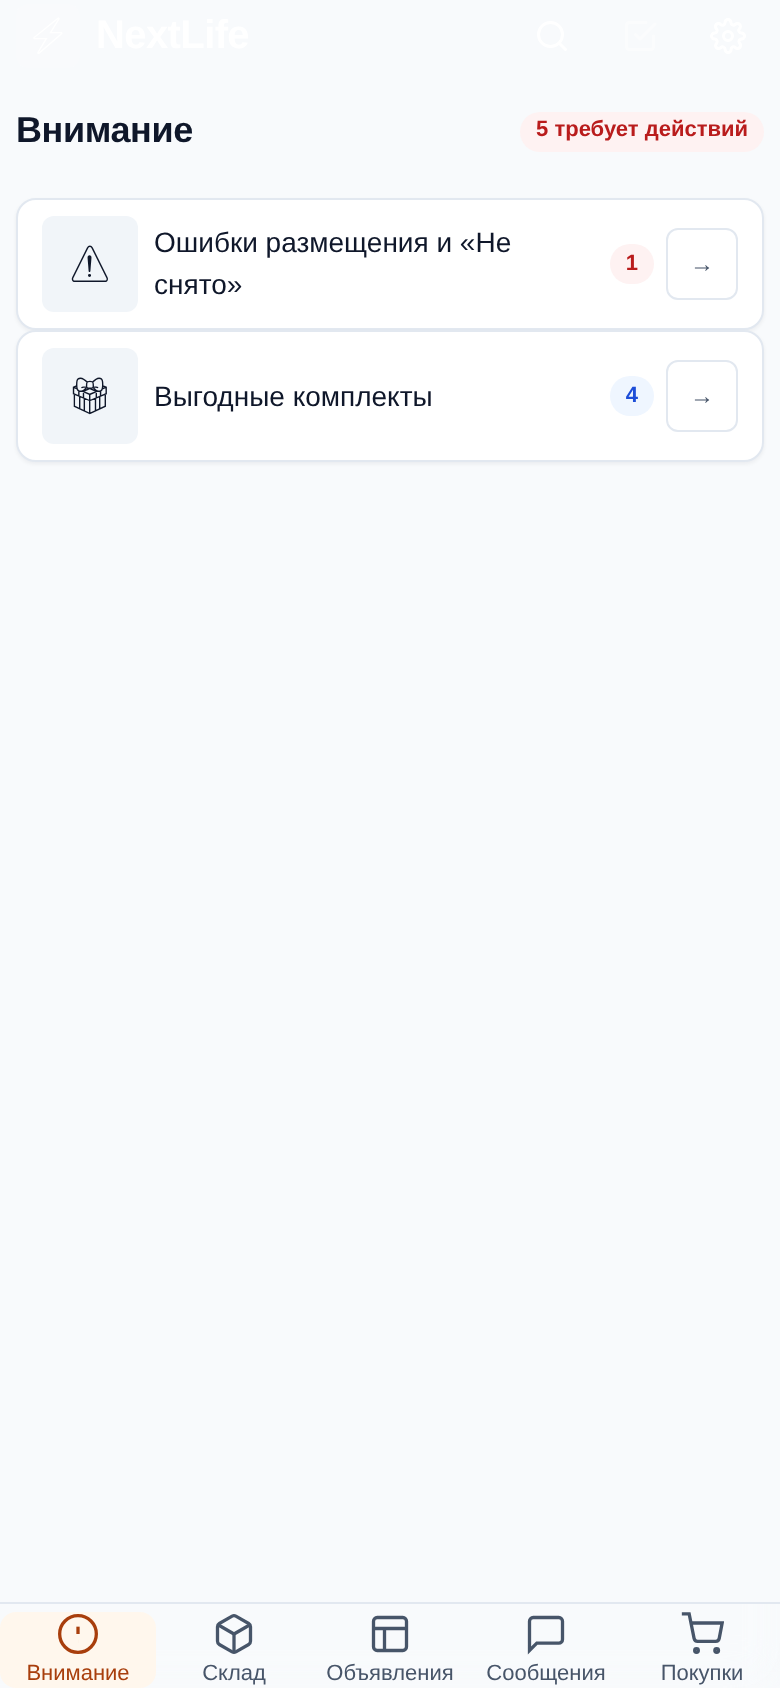 NextLife
Внимание
5 требует действий
Ошибки размещения и «Не
снято»
1
→
Выгодные комплекты
4
→
Внимание
Склад
Объявления
Сообщения
Покупки